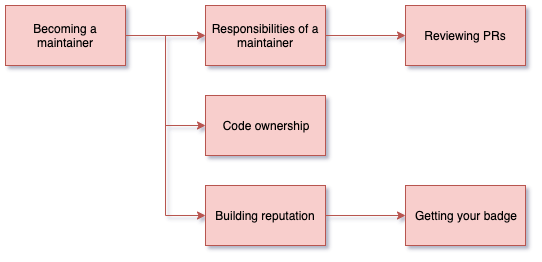 Becoming a
maintainer
Responsibilities of a
maintainer
Reviewing PRs
Code ownership
Building reputation
Getting your badge